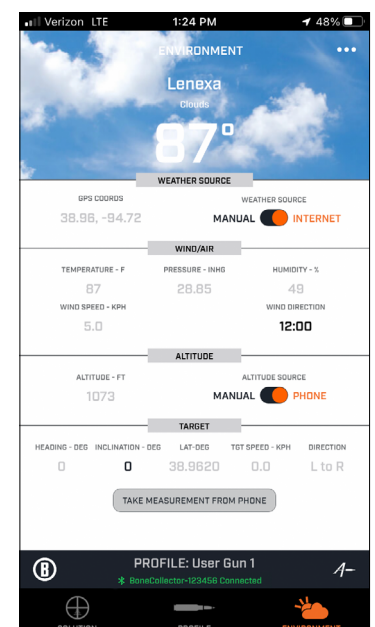 Verizon LTE 1:24 PM 48%
ENVIRONMENT
Lenexa
Clouds
87°
WEATHER SOURCE
GPS COORDS WEATHER SOURCE
38.96, -94.72 MANUAL INTERNET
WIND/AIR
TEMPERATURE - F PRESSURE - INHG HUMIDITY - %
87 28.85 49
WIND SPEED - KPH WIND DIRECTION
5.0 12:00
ALTITUDE
ALTITUDE - FT ALTITUDE SOURCE
1073 MANUAL PHONE
TARGET
HEADING - DEG INCLINATION - DEG LAT-DEG TGT SPEED - KPH DIRECTION
0 0 38.9620 0.0 L to R
TAKE MEASUREMENT FROM PHONE
B PROFILE: User Gun 1
BoneCollector-123456 Connected
SOLUTION PROFILE ENVIRONMENT